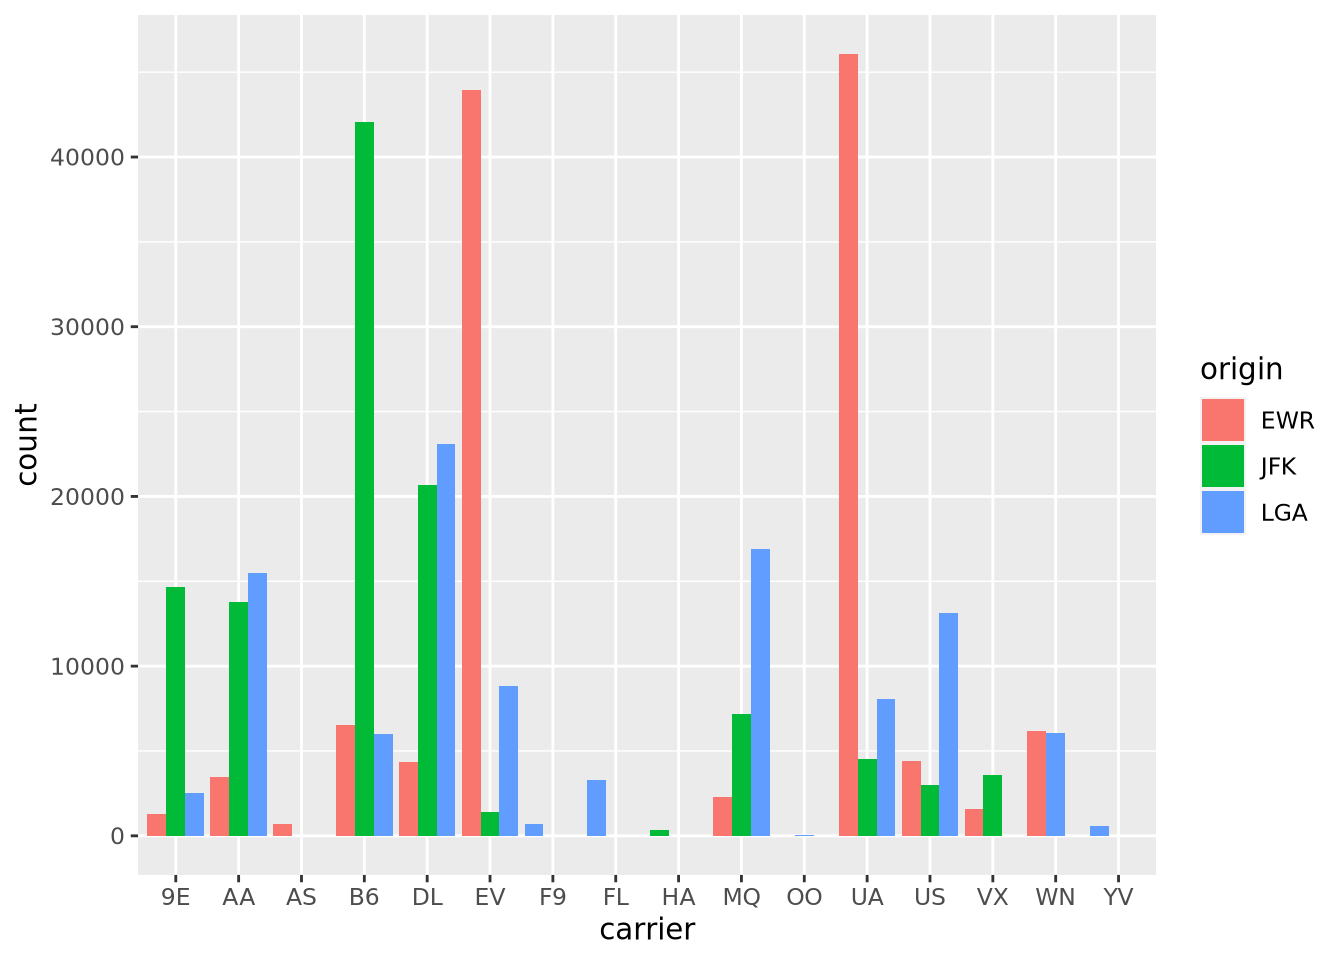 40000
30000
20000
10000
0
count
9E AA AS B6 DL EV F9 FL HA MQ OO UA US VX WN YV
carrier
origin
EWR
JFK
LGA